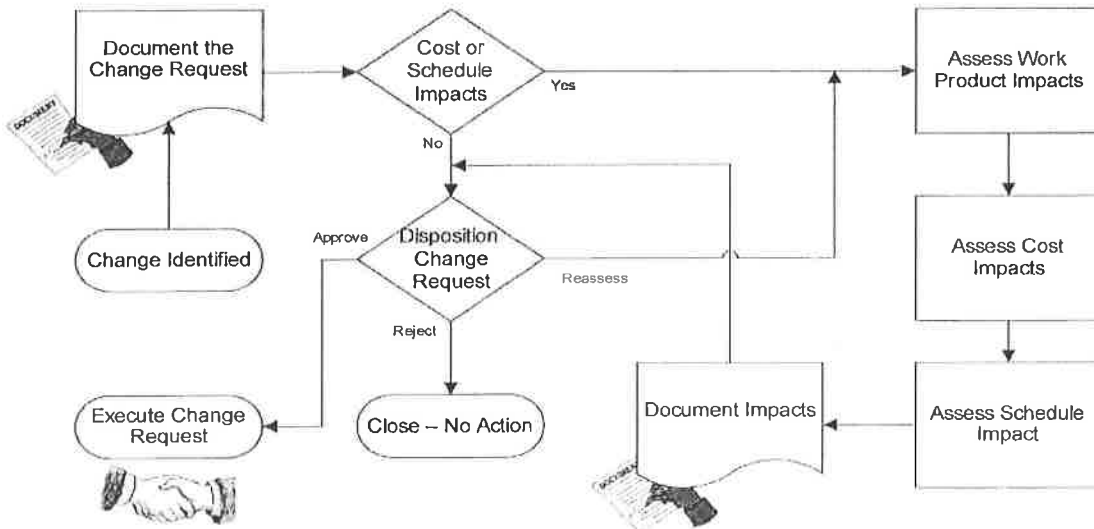 Document the
Change Request
Cost or
Schedule
Impacts
Yes
No
Assess Work
Product Impacts
Change Identified
Approve
Disposition
Change
Request
Reassess
Reject
Assess Cost
Impacts
Execute Change
Request
Close – No Action
Document Impacts
Assess Schedule
Impact